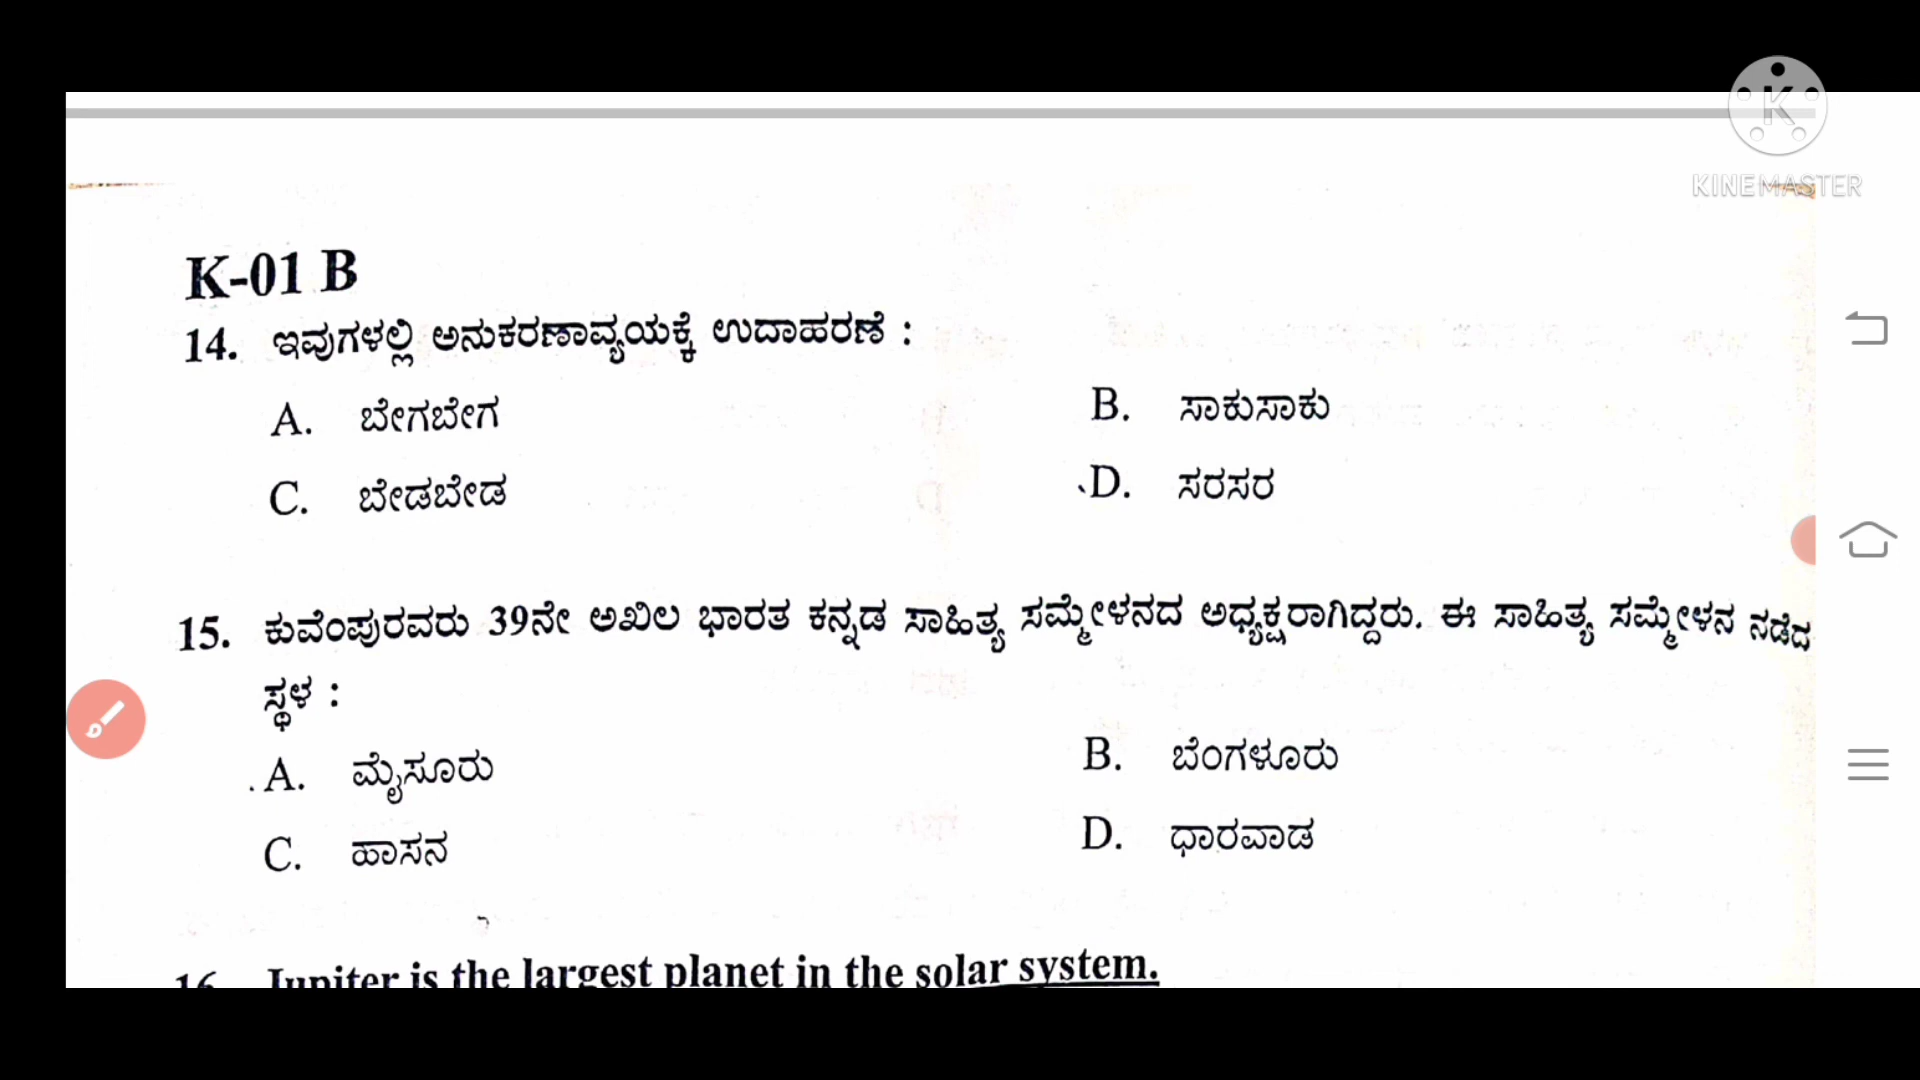 K
KINEMASTER
K-01 B
14. ಇವುಗಳಲ್ಲಿ ಅನುಕರಣಾವ್ಯಯಕ್ಕೆ ಉದಾಹರಣೆ :
A. ಬೇಗಬೇಗ B. ಸಾಕುಸಾಕು
C. ಬೇಡಬೇಡ D. ಸರಸರ
15. ಕುವೆಂಪುರವರು 39ನೇ ಅಖಿಲ ಭಾರತ ಕನ್ನಡ ಸಾಹಿತ್ಯ ಸಮ್ಮೇಳನದ ಅಧ್ಯಕ್ಷರಾಗಿದ್ದರು. ಈ ಸಾಹಿತ್ಯ ಸಮ್ಮೇಳನ ನಡೆದ
ಸ್ಥಳ :
A. ಮೈಸೂರು B. ಬೆಂಗಳೂರು
C. ಹಾಸನ D. ಧಾರವಾಡ
16. Jupiter is the largest planet in the solar system.